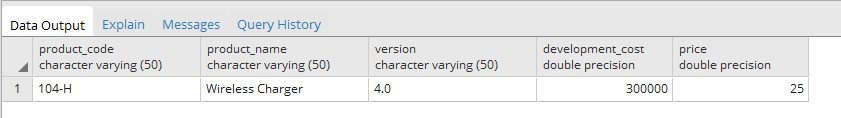 Data Output Explain Messages Query History
product_code product_name version development_cost price
character varying (50) character varying (50) character varying (50) double precision double precision
1 104-H Wireless Charger 4.0 300000 25